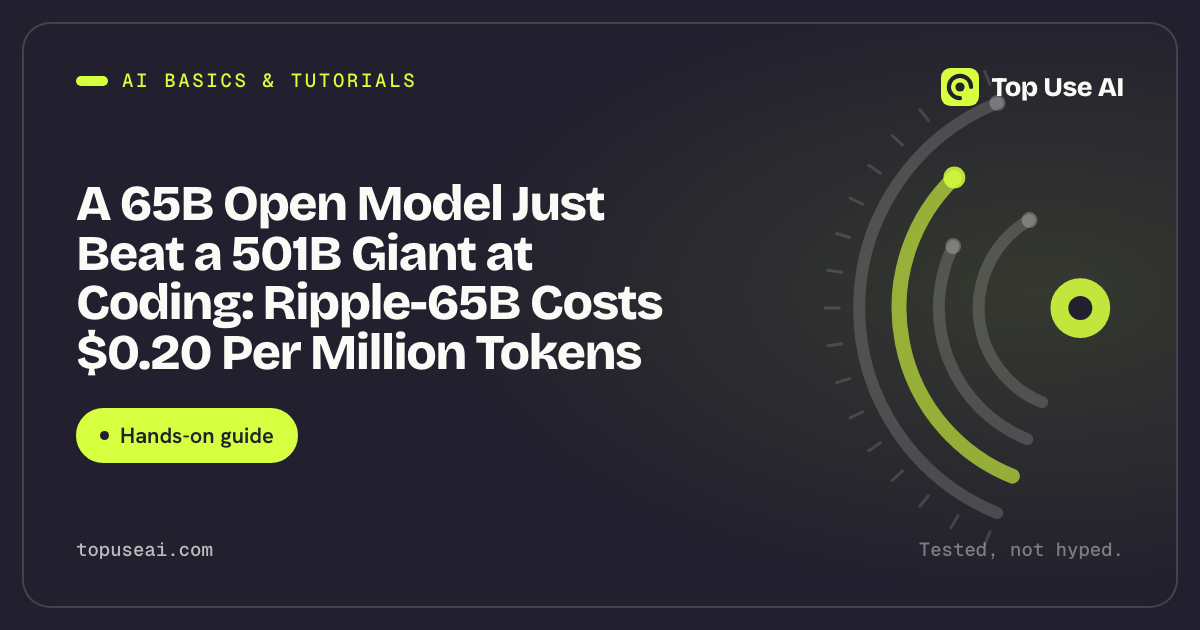 AI BASICS & TUTORIALS
Top Use AI
A 65B Open Model Just
Beat a 501B Giant at
Coding: Ripple-65B Costs
$0.20 Per Million Tokens
Hands-on guide
topuseai.com
Tested, not hyped.